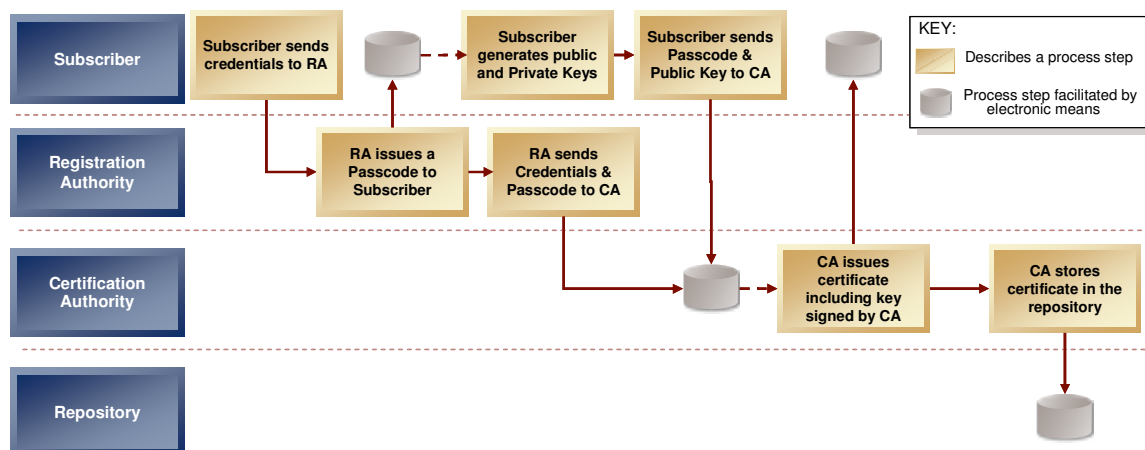 Subscriber
Subscriber sends
credentials to RA
Subscriber
generates public
and Private Keys
Subscriber sends
Passcode &
Public Key to CA
KEY:
Describes a process step
Process step facilitated by
electronic means
Registration
Authority
RA issues a
Passcode to
Subscriber
RA sends
Credentials &
Passcode to CA
Certification
Authority
CA issues
certificate
including key
signed by CA
CA stores
certificate in the
repository
Repository